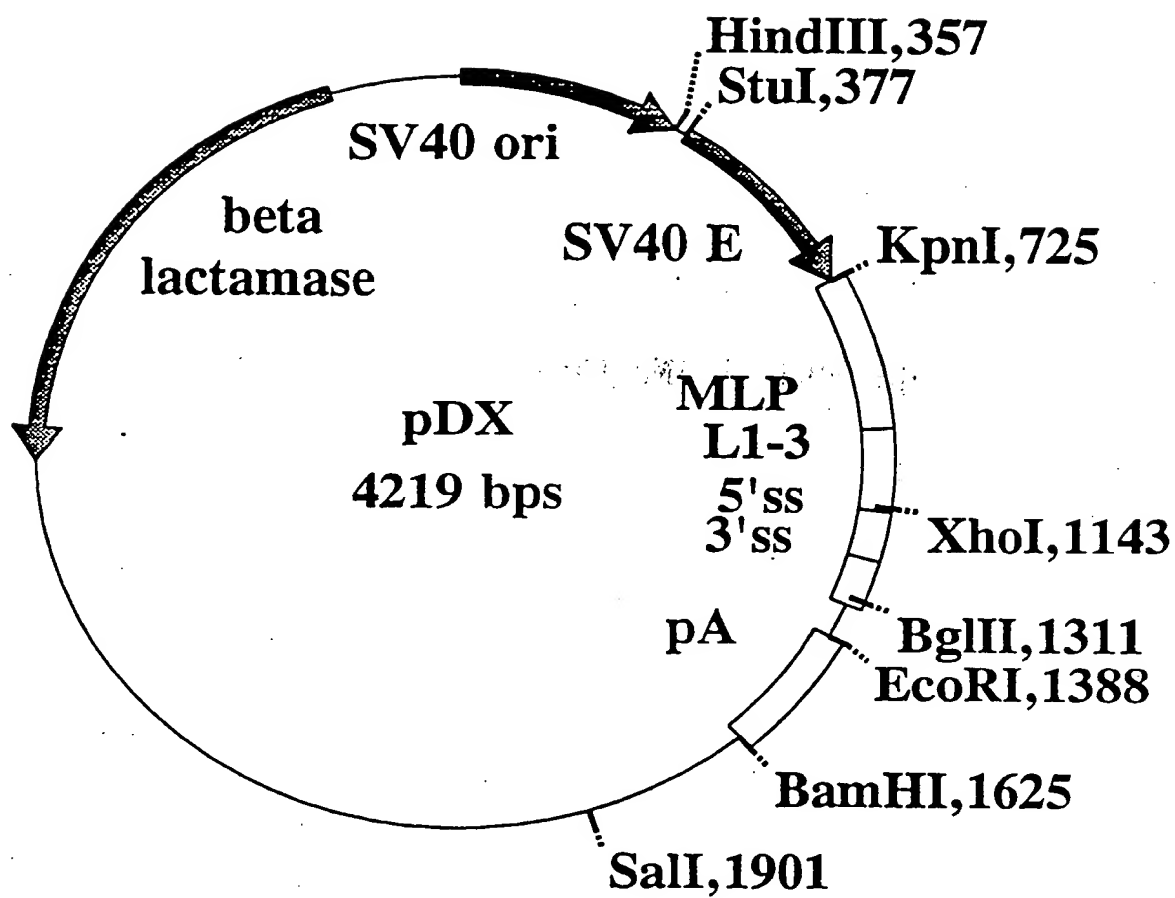 HindIII,357
StuI,377
SV40 ori
beta
lactamase
SV40 E
KpnI,725
MLP
L1-3
5'ss
3'ss
pDX
4219 bps
XhoI,1143
pA
BglII,1311
EcoRI,1388
BamHI,1625
SalI,1901